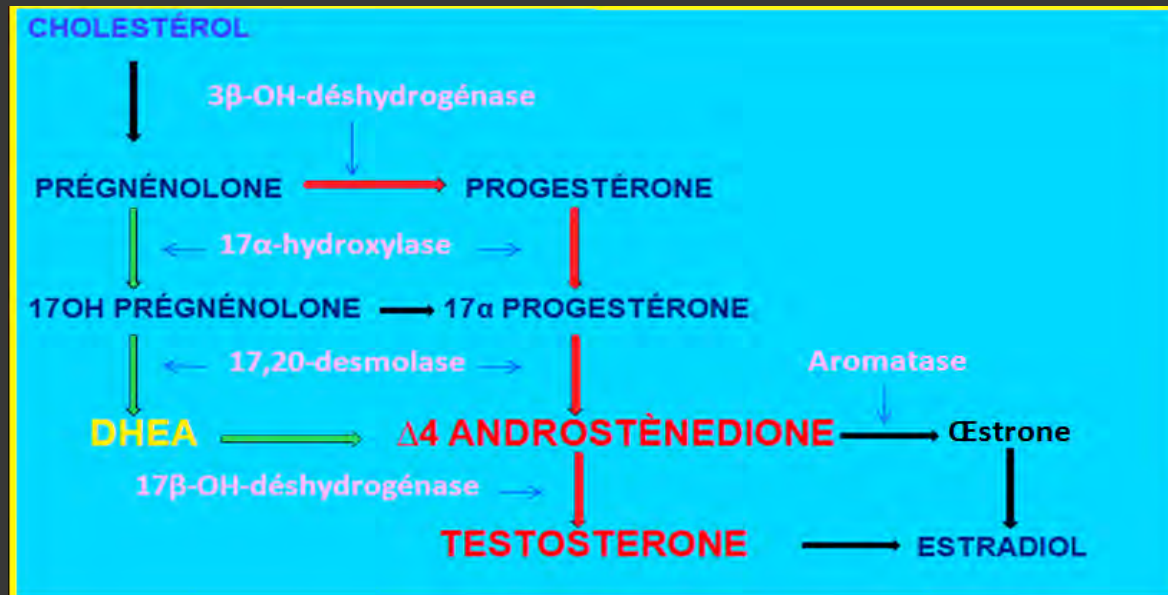 CHOLESTÉROL
3β-OH-déshydrogénase
PRÉGNÉNOLONE PROGESTÉRONE
17α-hydroxylase
17OH PRÉGNÉNOLONE 17α PROGESTÉRONE
17,20-desmolase
Aromatase
DHEA Δ4 ANDROSTÈNEDIONE Œstrone
17β-OH-déshydrogénase
TESTOSTERONE ESTRADIOL